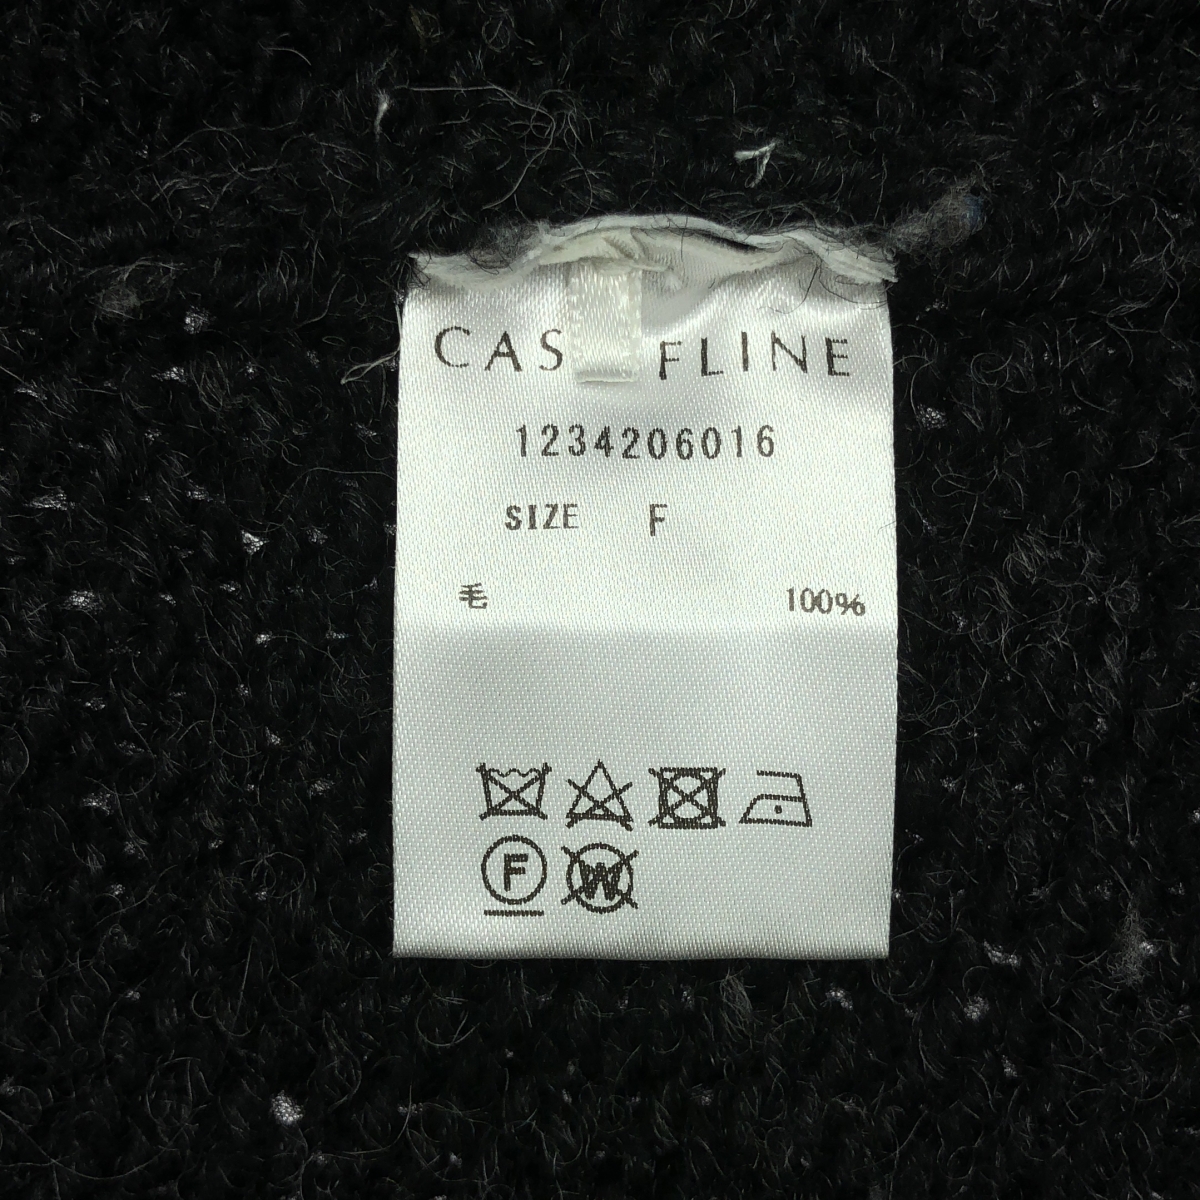 CAS FLINE
1234206016
SIZE F
毛 100%
F
W